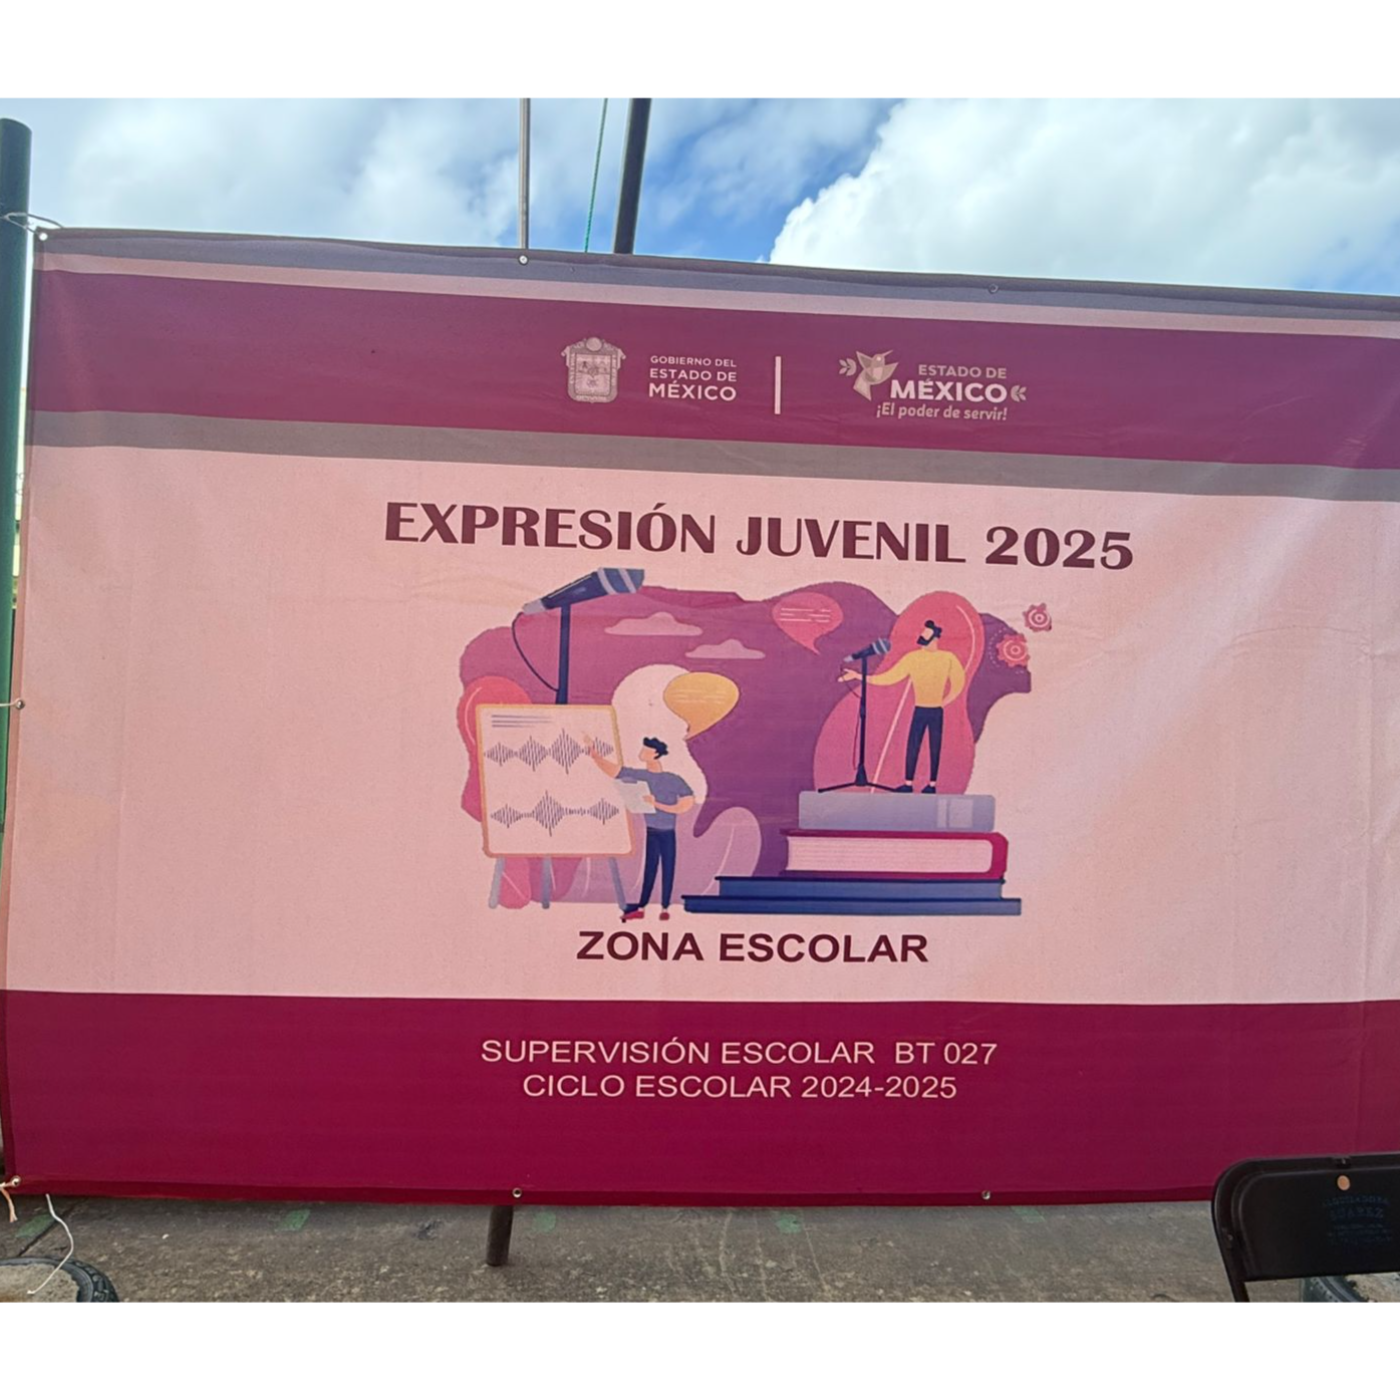 GOBIERNO DEL
ESTADO DE
MÉXICO
ESTADO DE
MÉXICO
¡El poder de servir!
EXPRESIÓN JUVENIL 2025
ZONA ESCOLAR
SUPERVISIÓN ESCOLAR BT 027
CICLO ESCOLAR 2024-2025